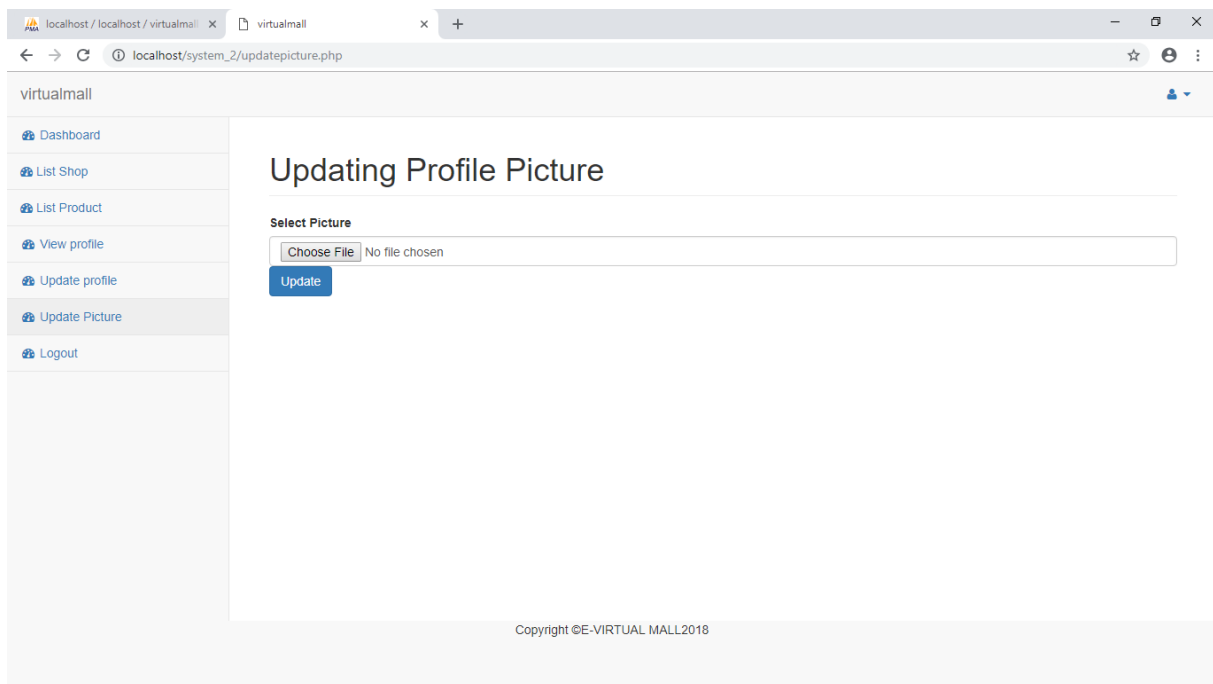 localhost / localhost / virtualmall
virtualmall
localhost/system_2/updatepicture.php
virtualmall
Dashboard
List Shop
List Product
View profile
Update profile
Update Picture
Logout
Updating Profile Picture
Select Picture
Choose File No file chosen
Update
Copyright ©E-VIRTUAL MALL2018